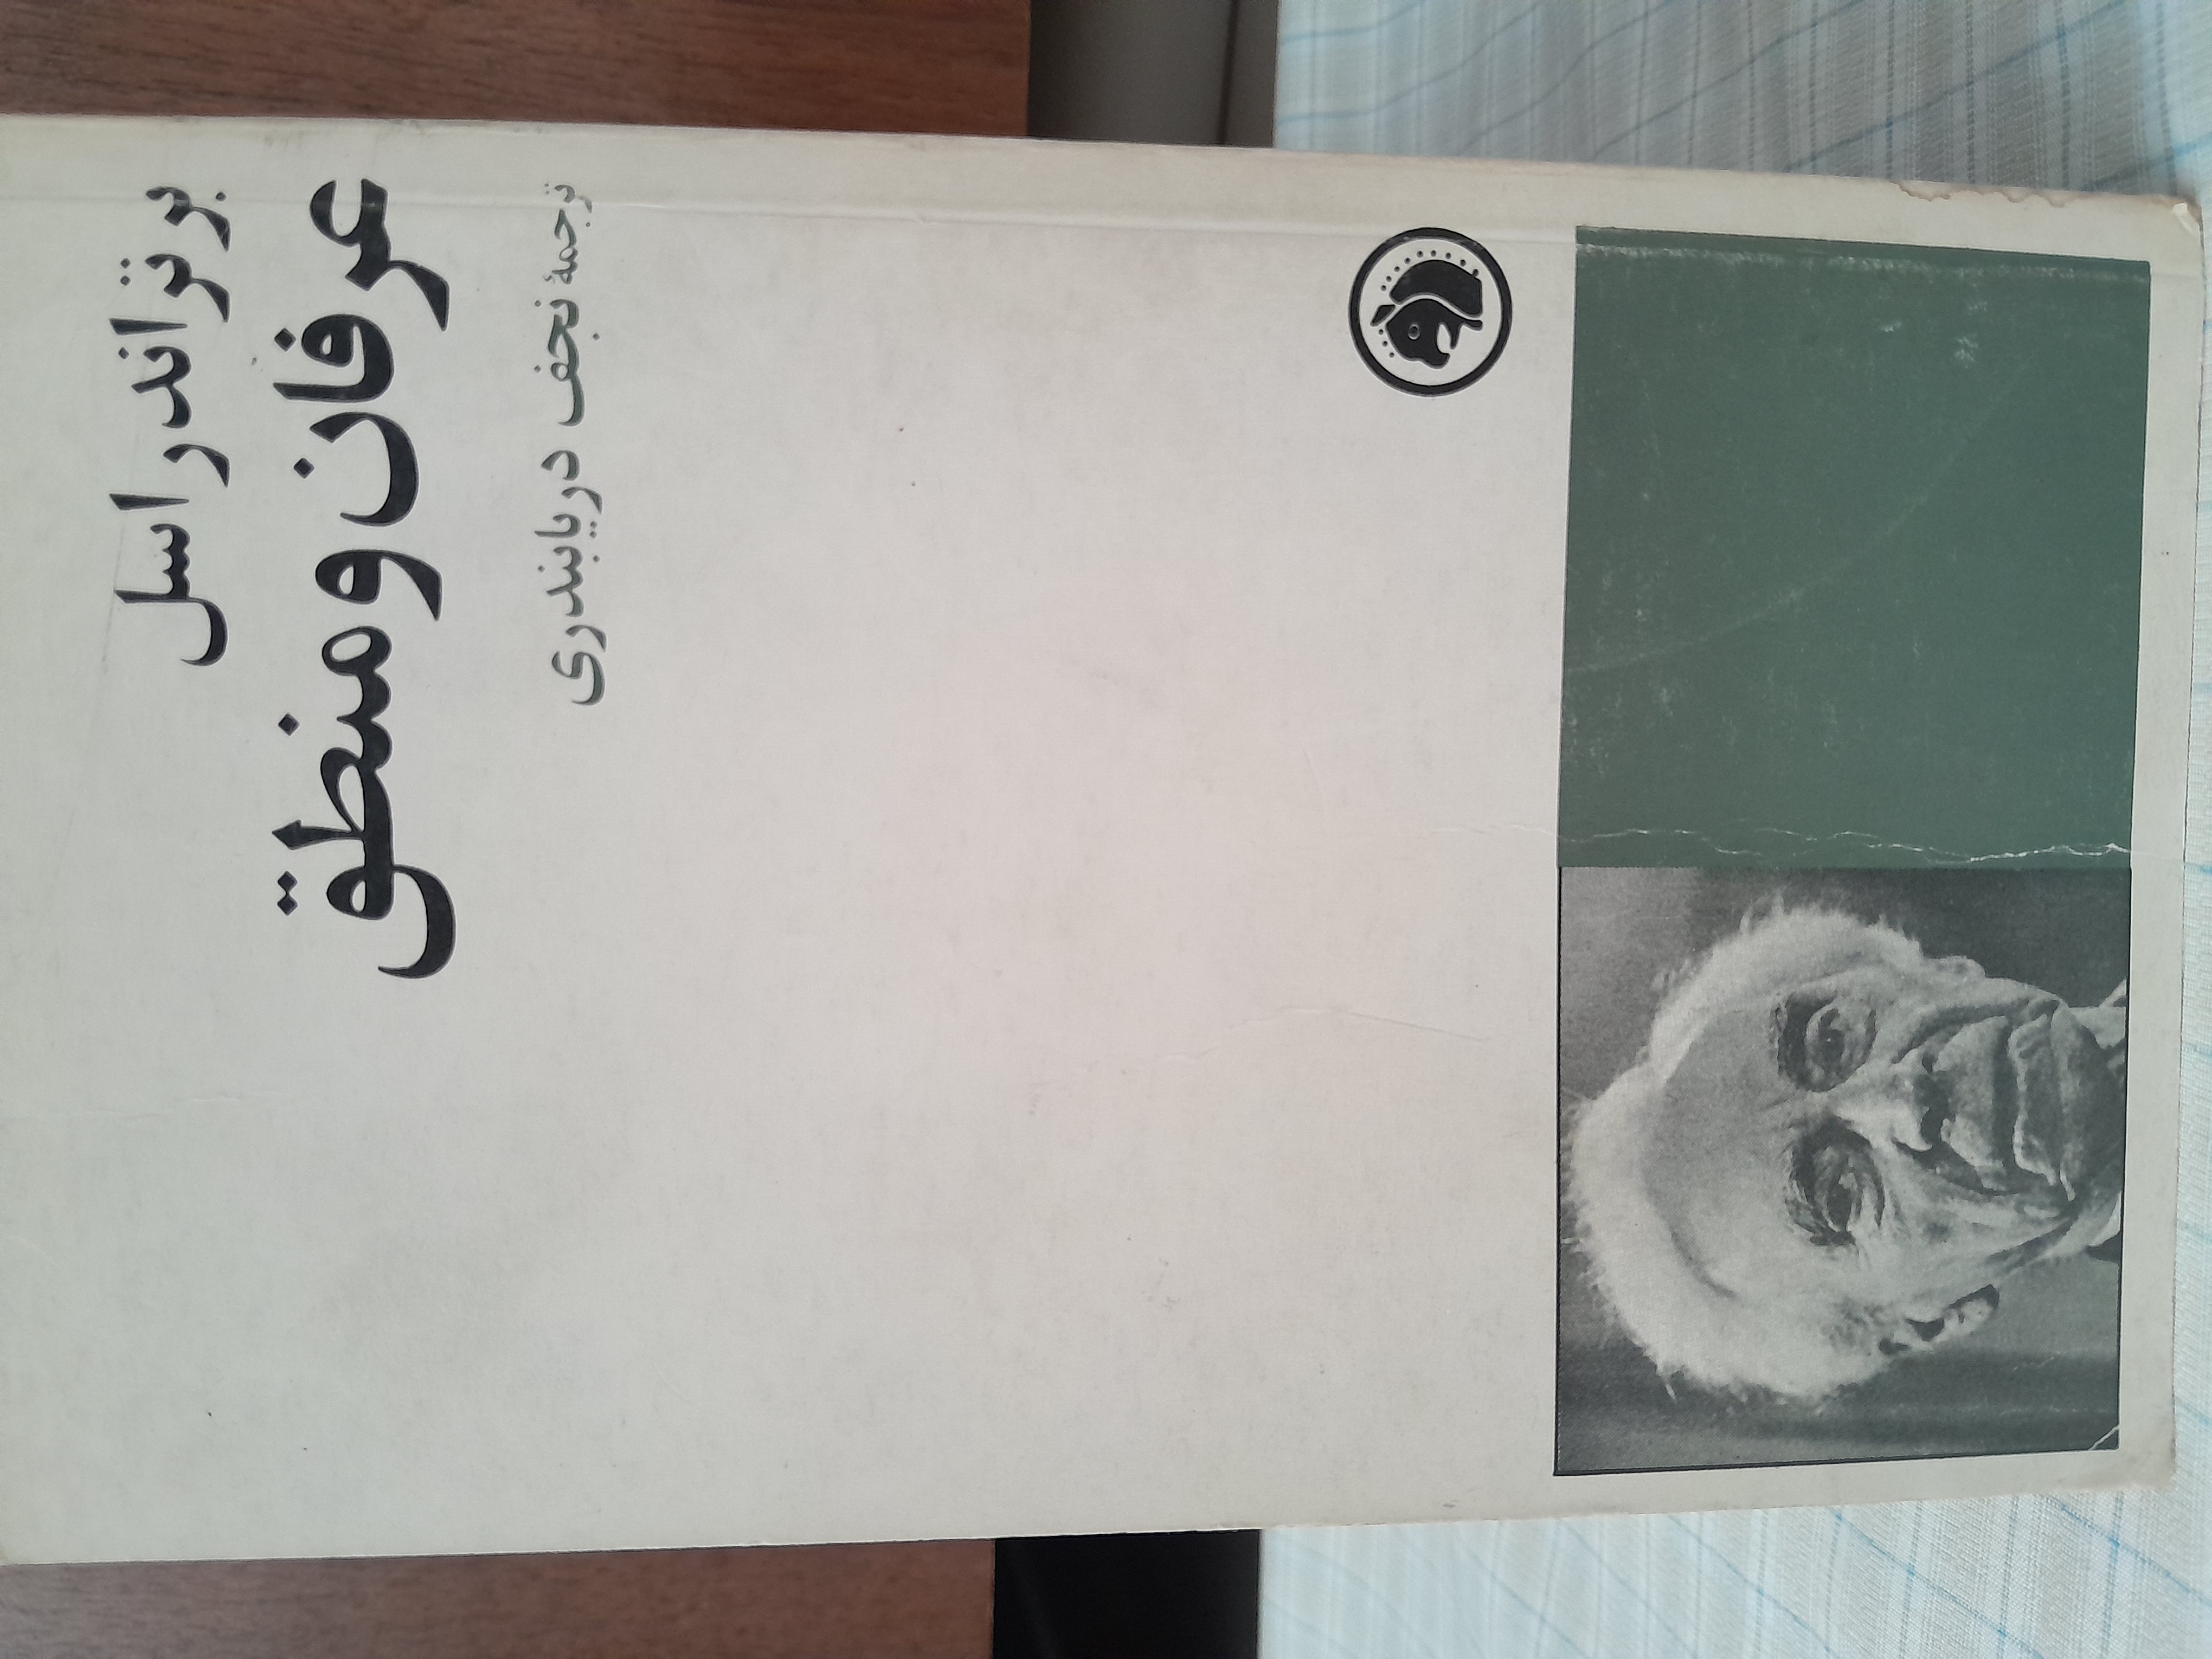 برتراند راسل
عرفان و منطق
ترجمهٔ نجف دریابندری